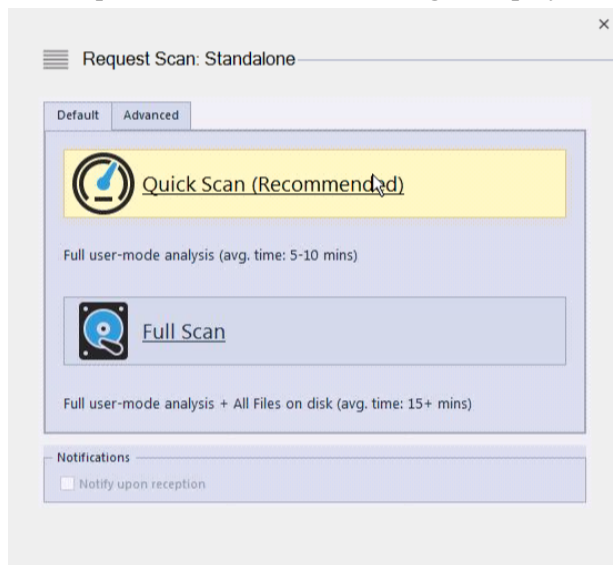 Request Scan: Standalone
Default Advanced
Quick Scan (Recommended)
Full user-mode analysis (avg. time: 5-10 mins)
Full Scan
Full user-mode analysis + All Files on disk (avg. time: 15+ mins)
Notifications
Notify upon reception